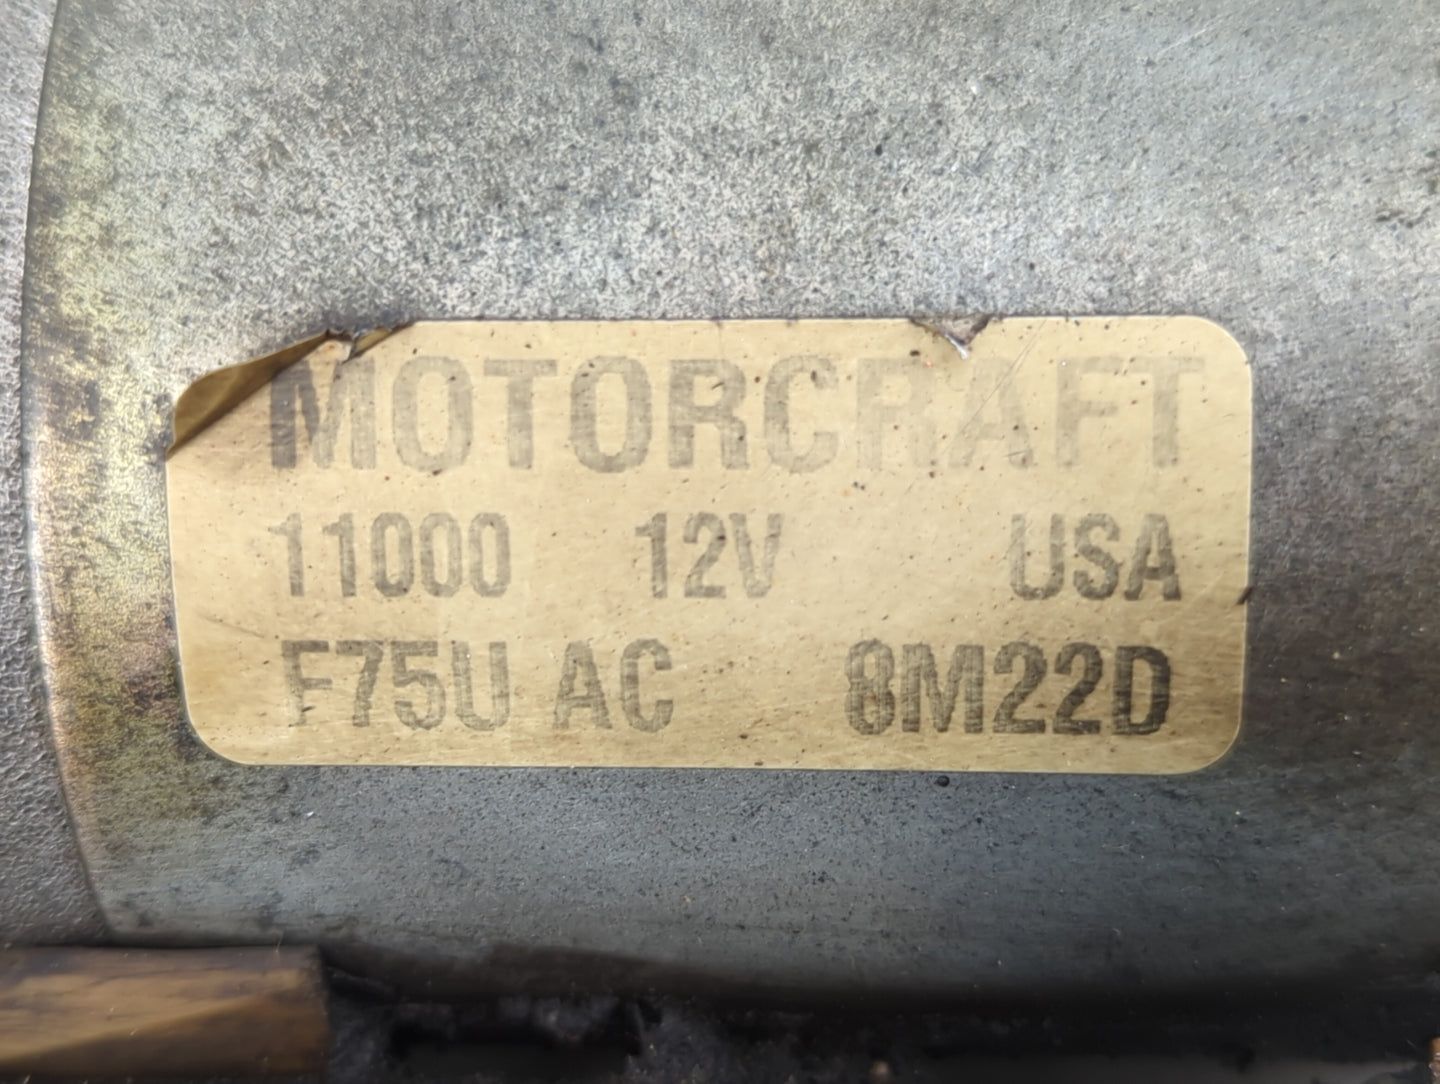 MOTORCRAFT
11000 12V USA
F75U AC 8M22D